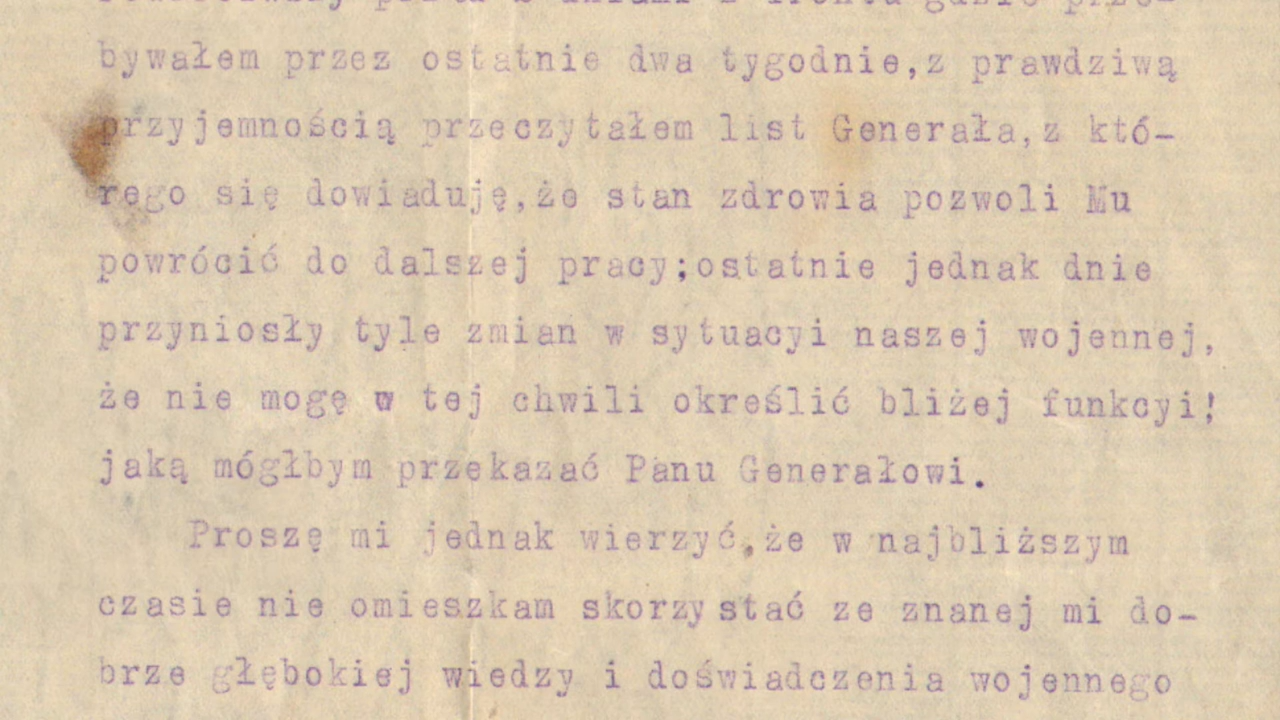 bywałem przez ostatnie dwa tygodnie,z prawdziwą
przyjemnością przeczytałem list Generała,z któ-
rego się dowiaduję,że stan zdrowia pozwoli Mu
powrócić do dalszej pracy;ostatnie jednak dnie
przyniosły tyle zmian w sytuacyi naszej wojennej,
że nie mogę w tej chwili określić bliżej funkcyi!
jaką mógłbym przekazać Panu Generałowi.
Proszę mi jednak wierzyć,że w najbliższym
czasie nie omieszkam skorzystać ze znanej mi do-
brze głębokiej wiedzy i doświadczenia wojennego